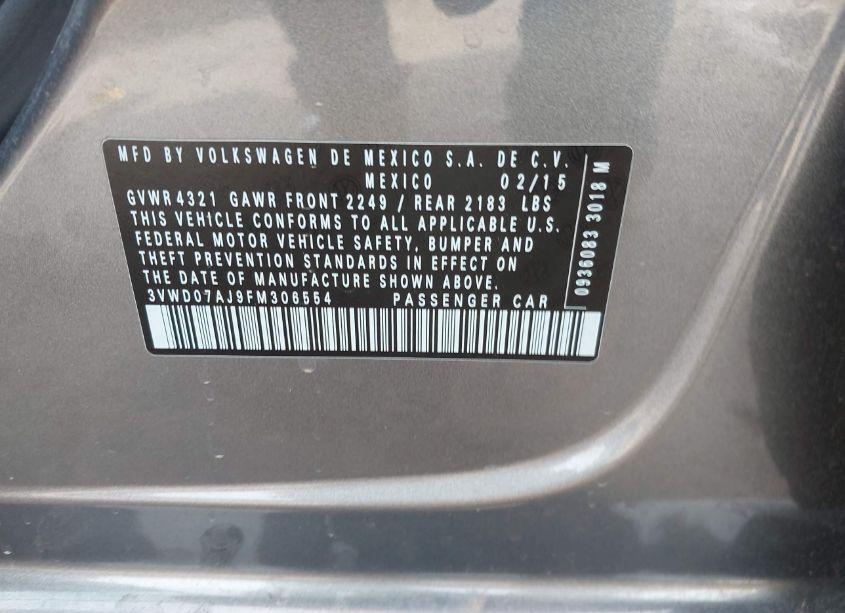 MFD BY VOLKSWAGEN DE MEXICO S.A. DE C.V.
MEXICO 02/15
GVWR 4321 GAWR FRONT 2249 / REAR 2183 LBS
THIS VEHICLE CONFORMS TO ALL APPLICABLE U.S.
FEDERAL MOTOR VEHICLE SAFETY, BUMPER AND
THEFT PREVENTION STANDARDS IN EFFECT ON
THE DATE OF MANUFACTURE SHOWN ABOVE.
3VWD07AJ9FM306554 PASSENGER CAR
0936083 3018 M